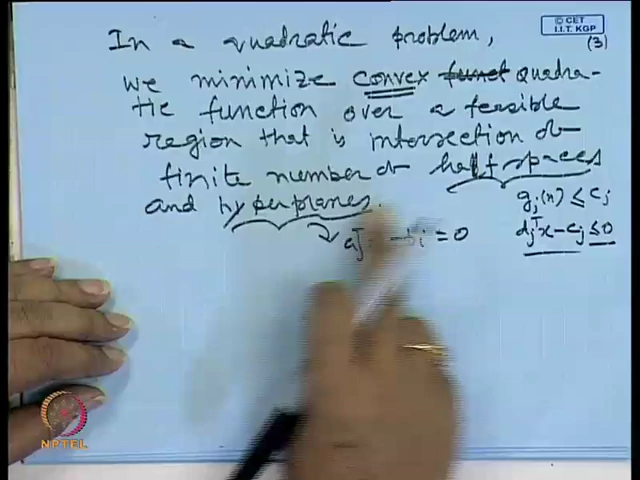 © CET
I.I.T. KGP
(3)
In a quadratic problem,
we minimize convex funct quadra-
tic function over a feasible
region that is intersection of
finite number of half spaces
and hyperplanes.
gj(x) ≤ cj
djᵀx - cj ≤ 0
= 0
NPTEL